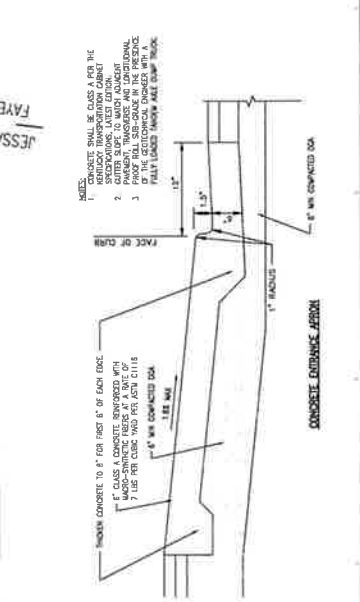 JESSA
FAYE
NOTES:
1. CONCRETE SHALL BE CLASS A PER THE
KENTUCKY TRANSPORTATION CABINET
SPECIFICATIONS, LATEST EDITION.
2. GUTTER SLOPE TO MATCH ADJACENT
PAVEMENT, TRANSVERSE AND LONGITUDINAL.
3. PROOF ROLL SUB-GRADE IN THE PRESENCE
OF THE GEOTECHNICAL ENGINEER WITH A
FULLY LOADED TANDEM AXLE DUMP TRUCK.
THICKEN CONCRETE TO 8" FOR FIRST 6" OF EACH EDGE
6" CLASS A CONCRETE REINFORCED WITH
MACRO-SYNTHETIC FIBERS AT A RATE OF
7 LBS PER CUBIC YARD PER ASTM C1116
6" MIN COMPACTED DGA
MAX
FACE OF CURB
12"
1.5"
1" RADIUS
6" MIN COMPACTED DGA
CONCRETE ENTRANCE APRON